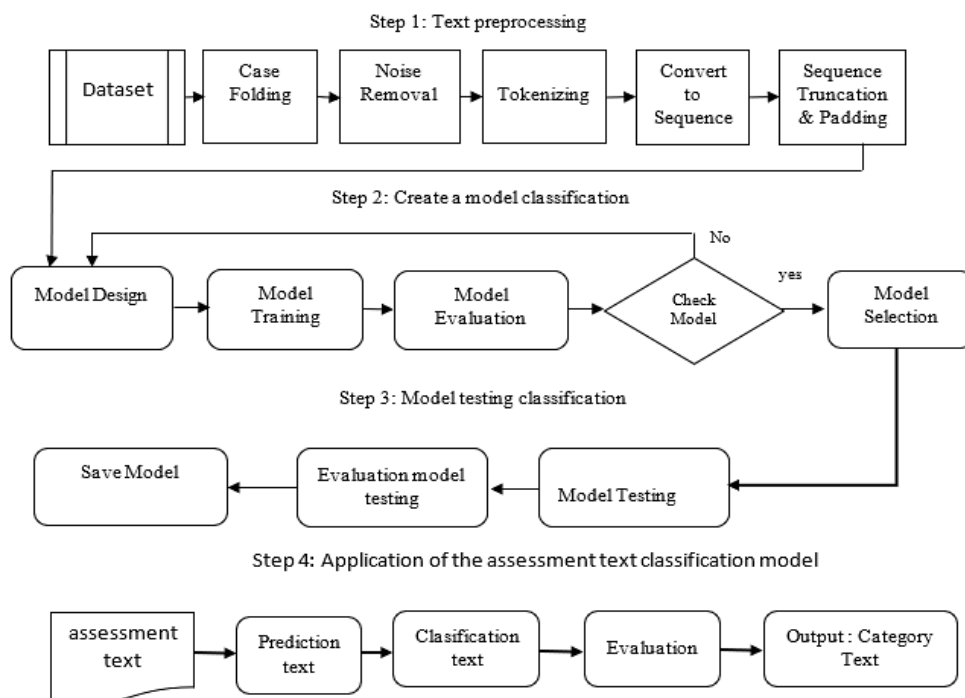 Step 1: Text preprocessing
Dataset
Case
Folding
Noise
Removal
Tokenizing
Convert
to
Sequence
Sequence
Truncation
& Padding
Step 2: Create a model classification
No
Model Design
Model
Training
Model
Evaluation
Check
Model
yes
Model
Selection
Step 3: Model testing classification
Save Model
Evaluation model
testing
Model Testing
Step 4: Application of the assessment text classification model
assessment
text
Prediction
text
Clasification
text
Evaluation
Output : Category
Text